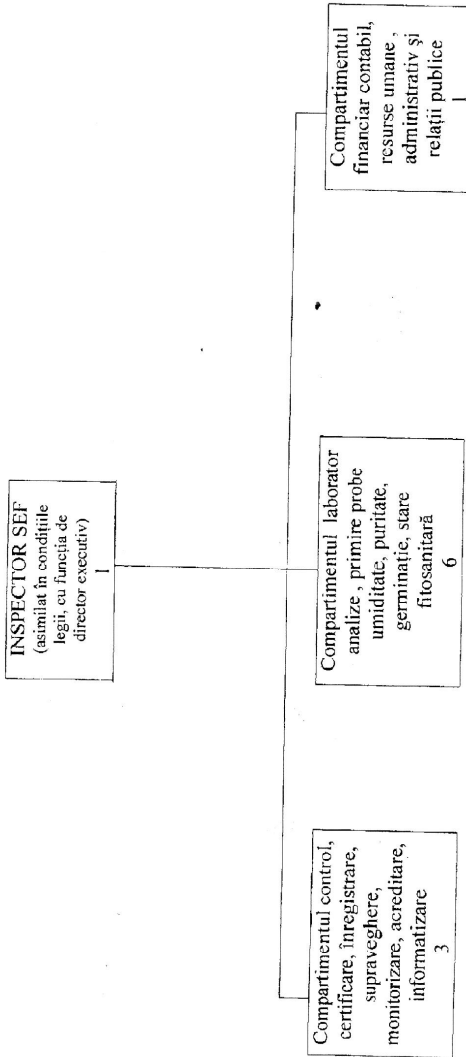 INSPECTOR SEF
(asimilat în condițiile
legii, cu funcția de
director executiv)
1
Compartimentul control,
certificare, înregistrare,
supraveghere,
monitorizare, acreditare,
informatizare
3
Compartimentul laborator
analize , primire probe
umiditate, puritate,
germinație, stare
fitosanitară
6
Compartimentul
financiar contabil,
resurse umane ,
administrativ și
relații publice
1